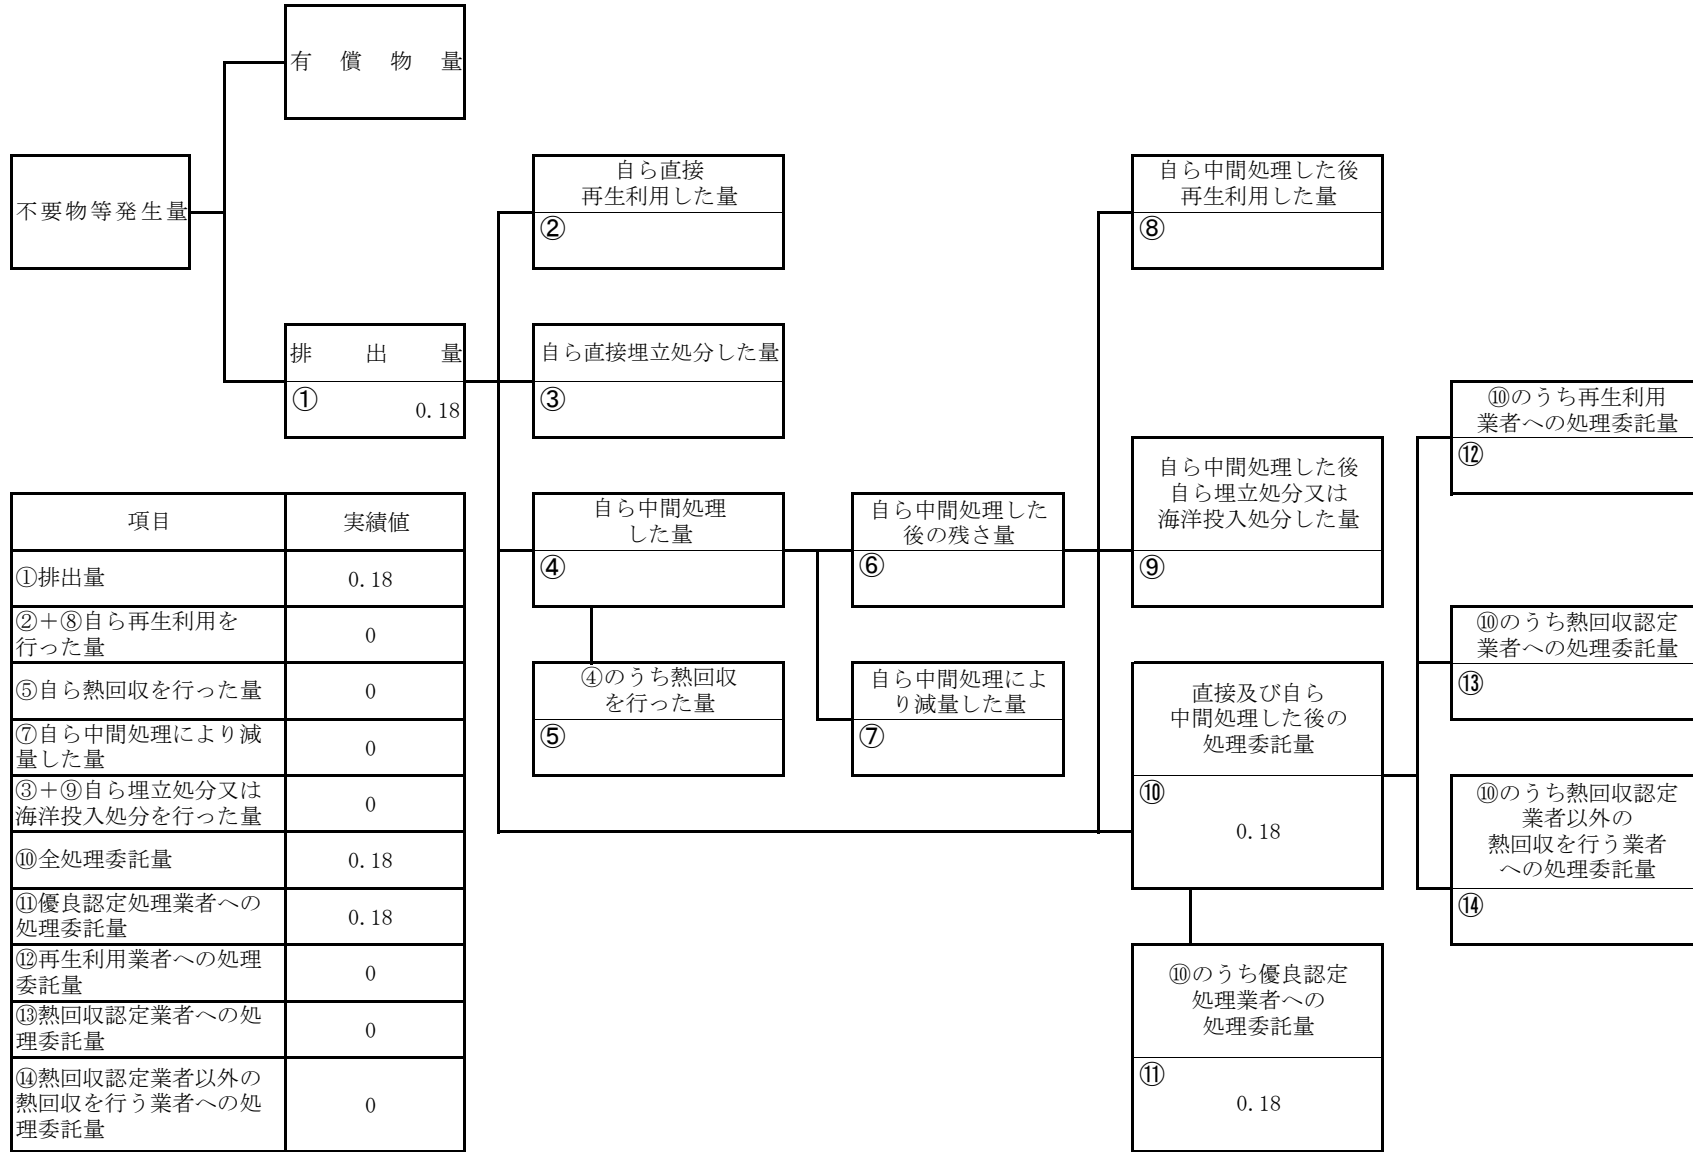 有償物量
不要物等発生量
排出量
①
0.18
自ら直接
再生利用した量
②
自ら直接埋立処分した量
③
自ら中間処理
した量
④
④のうち熱回収
を行った量
⑤
自ら中間処理した
後の残さ量
⑥
自ら中間処理によ
り減量した量
⑦
自ら中間処理した後
再生利用した量
⑧
自ら中間処理した後
自ら埋立処分又は
海洋投入処分した量
⑨
直接及び自ら
中間処理した後の
処理委託量
⑩
0.18
⑩のうち優良認定
処理業者への
処理委託量
⑪
0.18
⑩のうち再生利用
業者への処理委託量
⑫
⑩のうち熱回収認定
業者への処理委託量
⑬
⑩のうち熱回収認定
業者以外の
熱回収を行う業者
への処理委託量
⑭
項目 実績値
①排出量 0.18
②＋⑧自ら再生利用を
行った量 0
⑤自ら熱回収を行った量 0
⑦自ら中間処理により減
量した量 0
③＋⑨自ら埋立処分又は
海洋投入処分を行った量 0
⑩全処理委託量 0.18
⑪優良認定処理業者への
処理委託量 0.18
⑫再生利用業者への処理
委託量 0
⑬熱回収認定業者への処
理委託量 0
⑭熱回収認定業者以外の
熱回収を行う業者への処
理委託量 0